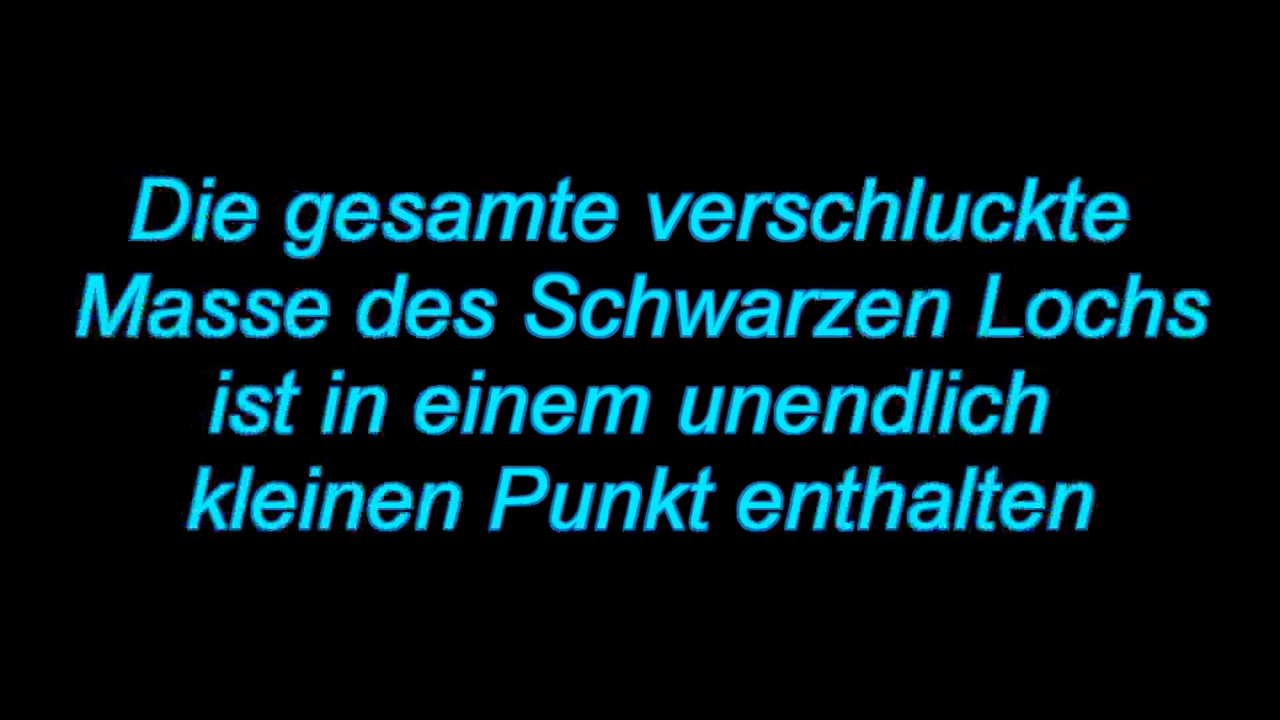 Die gesamte verschluckte
Masse des Schwarzen Lochs
ist in einem unendlich
kleinen Punkt enthalten